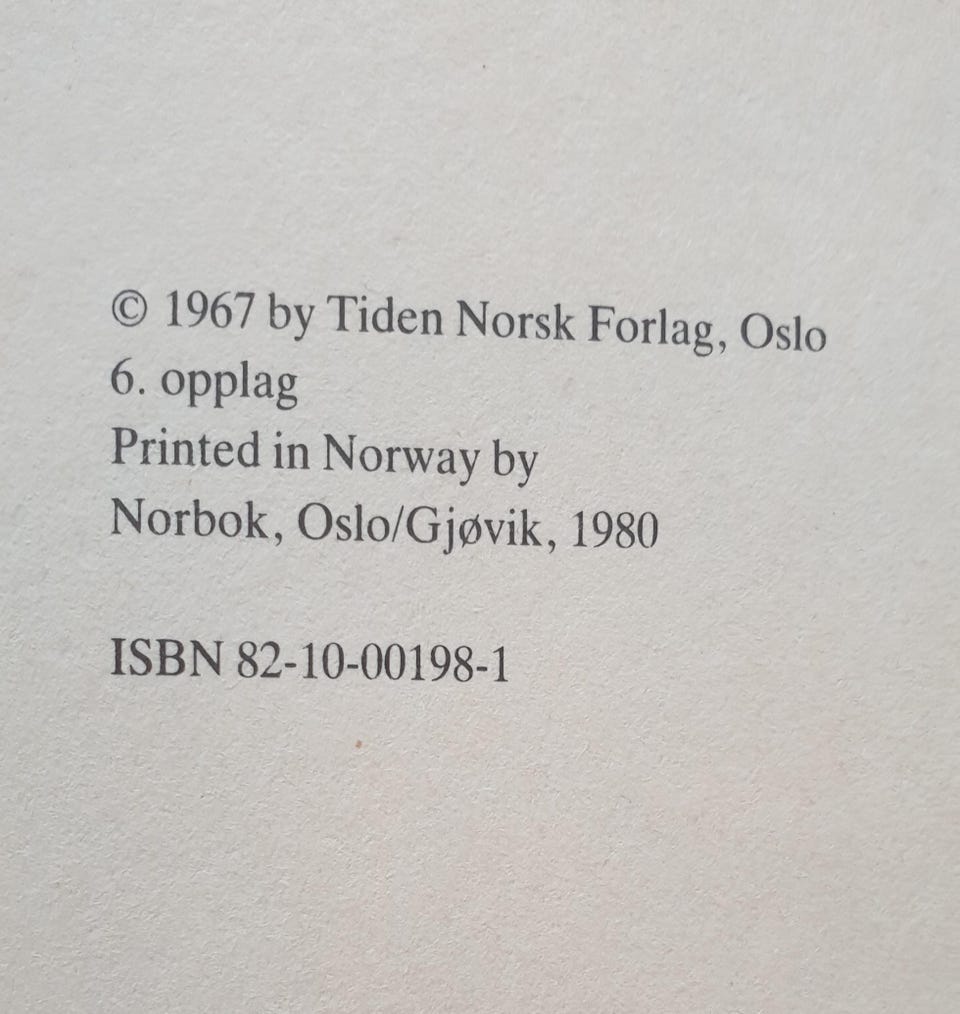 © 1967 by Tiden Norsk Forlag, Oslo
6. opplag
Printed in Norway by
Norbok, Oslo/Gjøvik, 1980
ISBN 82-10-00198-1